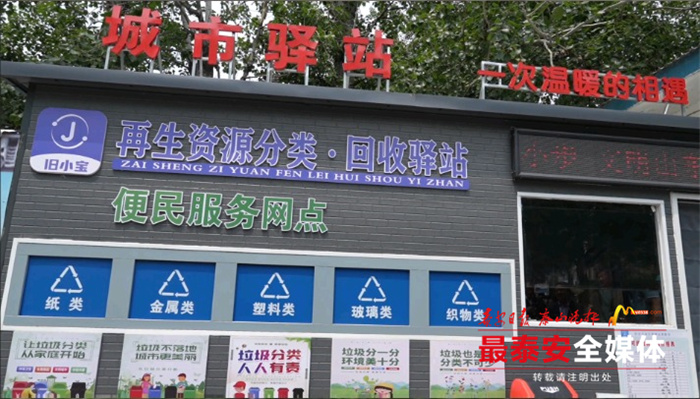 城市驿站
一次温暖的相遇
旧小宝
再生资源分类·回收驿站
ZAI SHENG ZI YUAN FEN LEI HUI SHOU YI ZHAN
便民服务网点
纸类
金属类
塑料类
玻璃类
织物类
让垃圾分类
从家庭开始
垃圾不落地
城市更美丽
垃圾分类
人人有责
垃圾分一分
环境美十分
最泰安全媒体
转载请注明出处